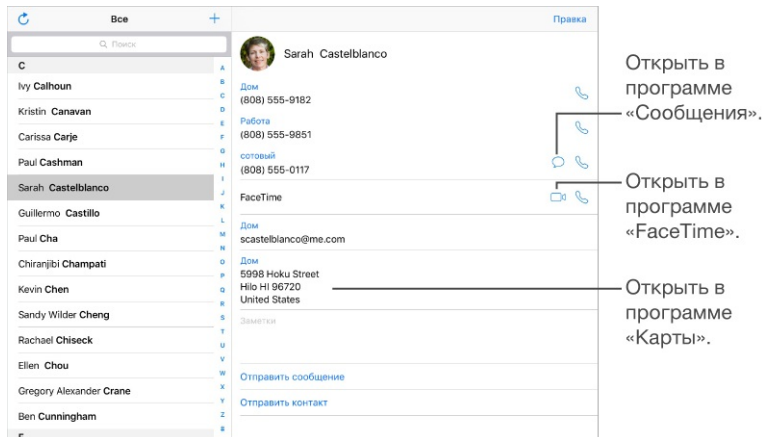 Все +
Поиск
C
Ivy Calhoun
Kristin Canavan
Carissa Carje
Paul Cashman
Sarah Castelblanco
Guillermo Castillo
Paul Cha
Chiranjibi Champati
Kevin Chen
Sandy Wilder Cheng
Rachael Chiseck
Ellen Chou
Gregory Alexander Crane
Ben Cunningham
A
B
C
D
E
F
G
H
I
J
K
L
M
N
O
P
Q
R
S
T
U
V
W
X
Y
Z
#
Правка
Sarah Castelblanco
Дом
(808) 555-9182
Работа
(808) 555-9851
сотовый
(808) 555-0117
FaceTime
Дом
scastelblanco@me.com
Дом
5998 Hoku Street
Hilo HI 96720
United States
Заметки
Отправить сообщение
Отправить контакт
Открыть в
программе
«Сообщения».
Открыть в
программе
«FaceTime».
Открыть в
программе
«Карты».